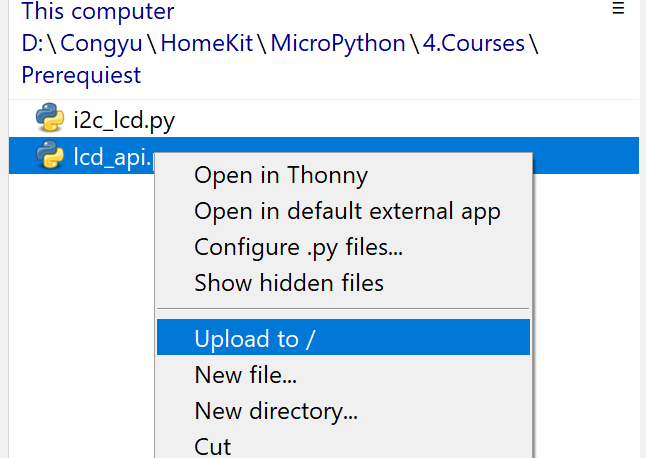 This computer
D:\Congyu\HomeKit\MicroPython\4.Courses\
Prerequiest
i2c_lcd.py
lcd_api.
Open in Thonny
Open in default external app
Configure .py files...
Show hidden files
Upload to /
New file...
New directory...
Cut